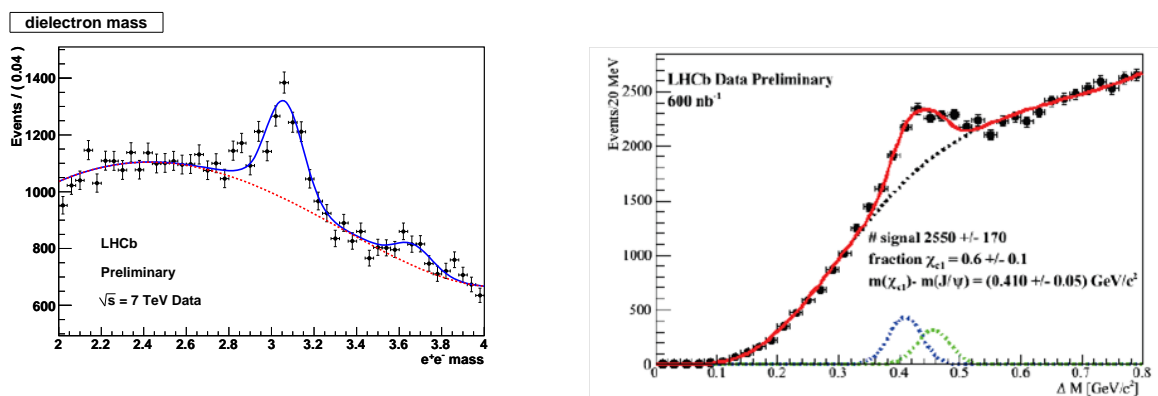 dielectron mass
Events / ( 0.04 )
1400
1200
1000
800
600
LHCb
Preliminary
√s = 7 TeV Data
2 2.2 2.4 2.6 2.8 3 3.2 3.4 3.6 3.8 4
e⁺e⁻ mass
Events/20 MeV
2500
2000
1500
1000
500
0
LHCb Data Preliminary
600 nb⁻¹
# signal 2550 +/- 170
fraction χc1 = 0.6 +/- 0.1
m(χc1)- m(J/ψ) = (0.410 +/- 0.05) GeV/c²
0 0.1 0.2 0.3 0.4 0.5 0.6 0.7 0.8
Δ M [GeV/c²]